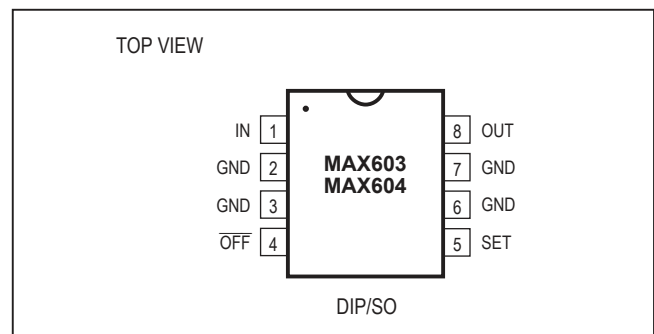 TOP VIEW
IN 1
GND 2
GND 3
OFF 4
MAX603
MAX604
8 OUT
7 GND
6 GND
5 SET
DIP/SO